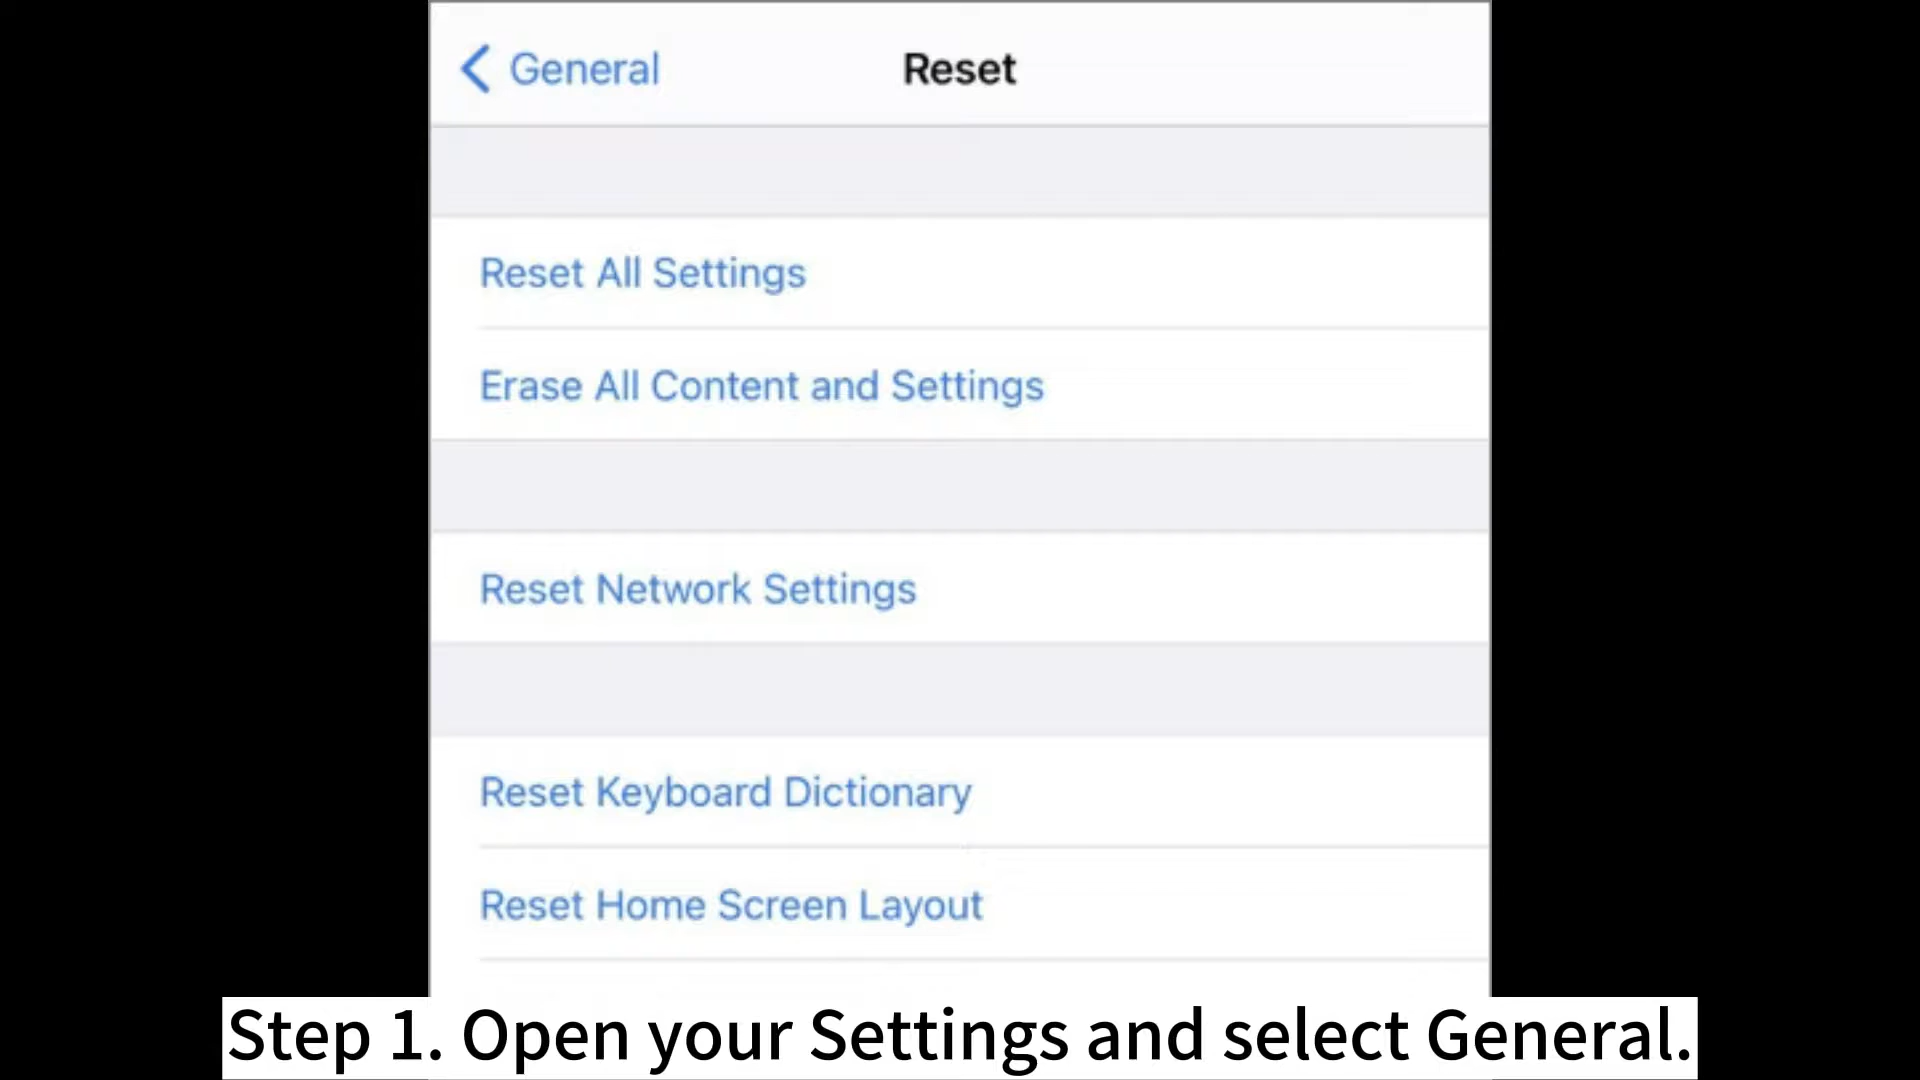 General
Reset
Reset All Settings
Erase All Content and Settings
Reset Network Settings
Reset Keyboard Dictionary
Reset Home Screen Layout
Step 1. Open your Settings and select General.